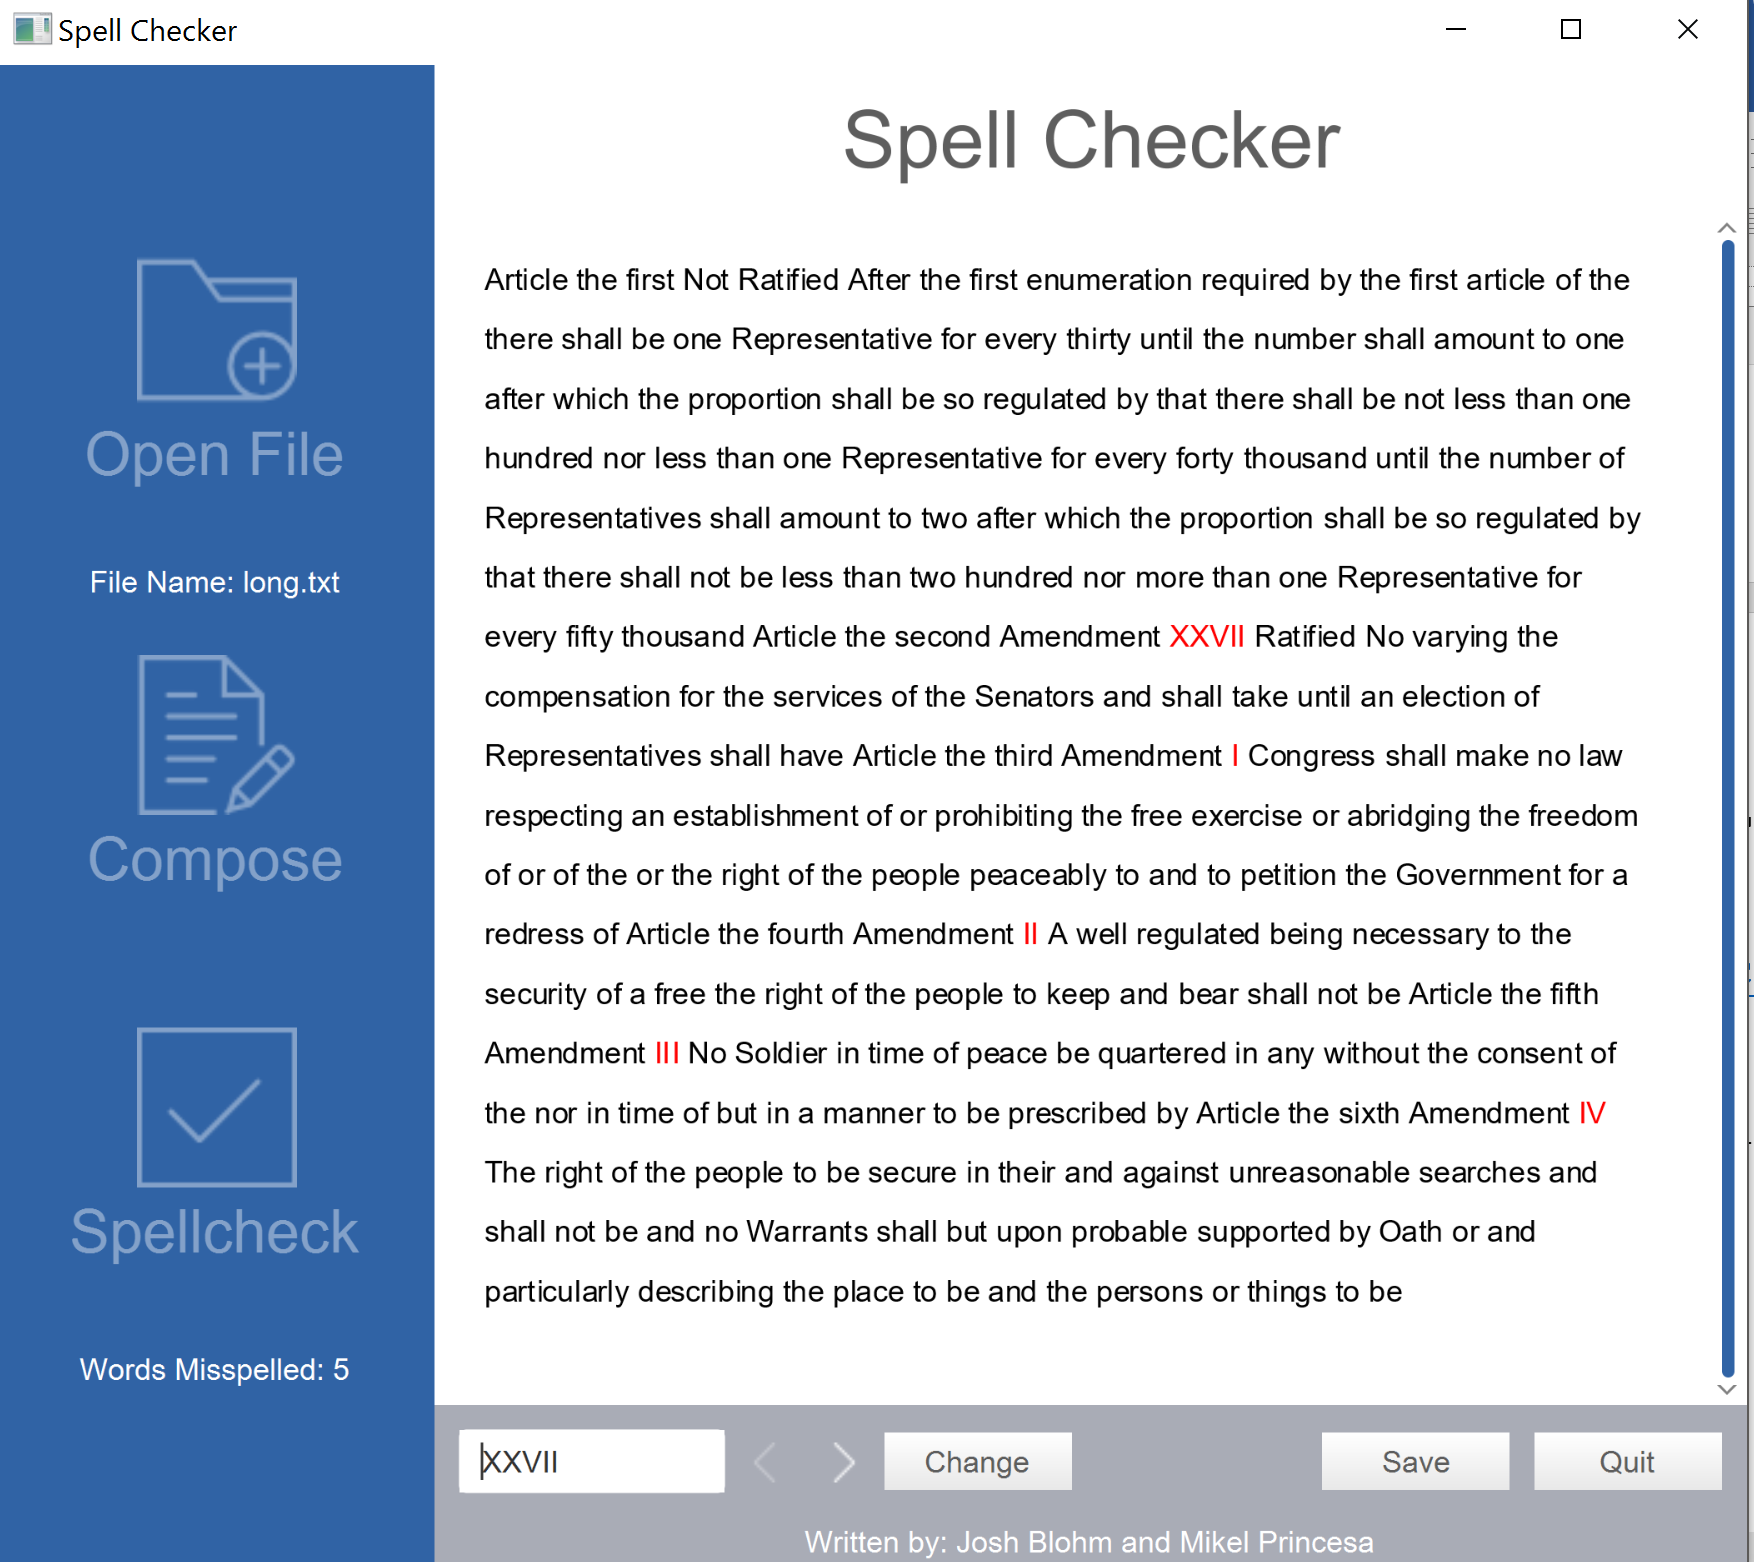 Spell Checker
Spell Checker
Open File
File Name: long.txt
Compose
Spellcheck
Words Misspelled: 5
Article the first Not Ratified After the first enumeration required by the first article of the
there shall be one Representative for every thirty until the number shall amount to one
after which the proportion shall be so regulated by that there shall be not less than one
hundred nor less than one Representative for every forty thousand until the number of
Representatives shall amount to two after which the proportion shall be so regulated by
that there shall not be less than two hundred nor more than one Representative for
every fifty thousand Article the second Amendment XXVII Ratified No varying the
compensation for the services of the Senators and shall take until an election of
Representatives shall have Article the third Amendment I Congress shall make no law
respecting an establishment of or prohibiting the free exercise or abridging the freedom
of or of the or the right of the people peaceably to and to petition the Government for a
redress of Article the fourth Amendment II A well regulated being necessary to the
security of a free the right of the people to keep and bear shall not be Article the fifth
Amendment III No Soldier in time of peace be quartered in any without the consent of
the nor in time of but in a manner to be prescribed by Article the sixth Amendment IV
The right of the people to be secure in their and against unreasonable searches and
shall not be and no Warrants shall but upon probable supported by Oath or and
particularly describing the place to be and the persons or things to be
XXVII
Change
Save
Quit
Written by: Josh Blohm and Mikel Princesa